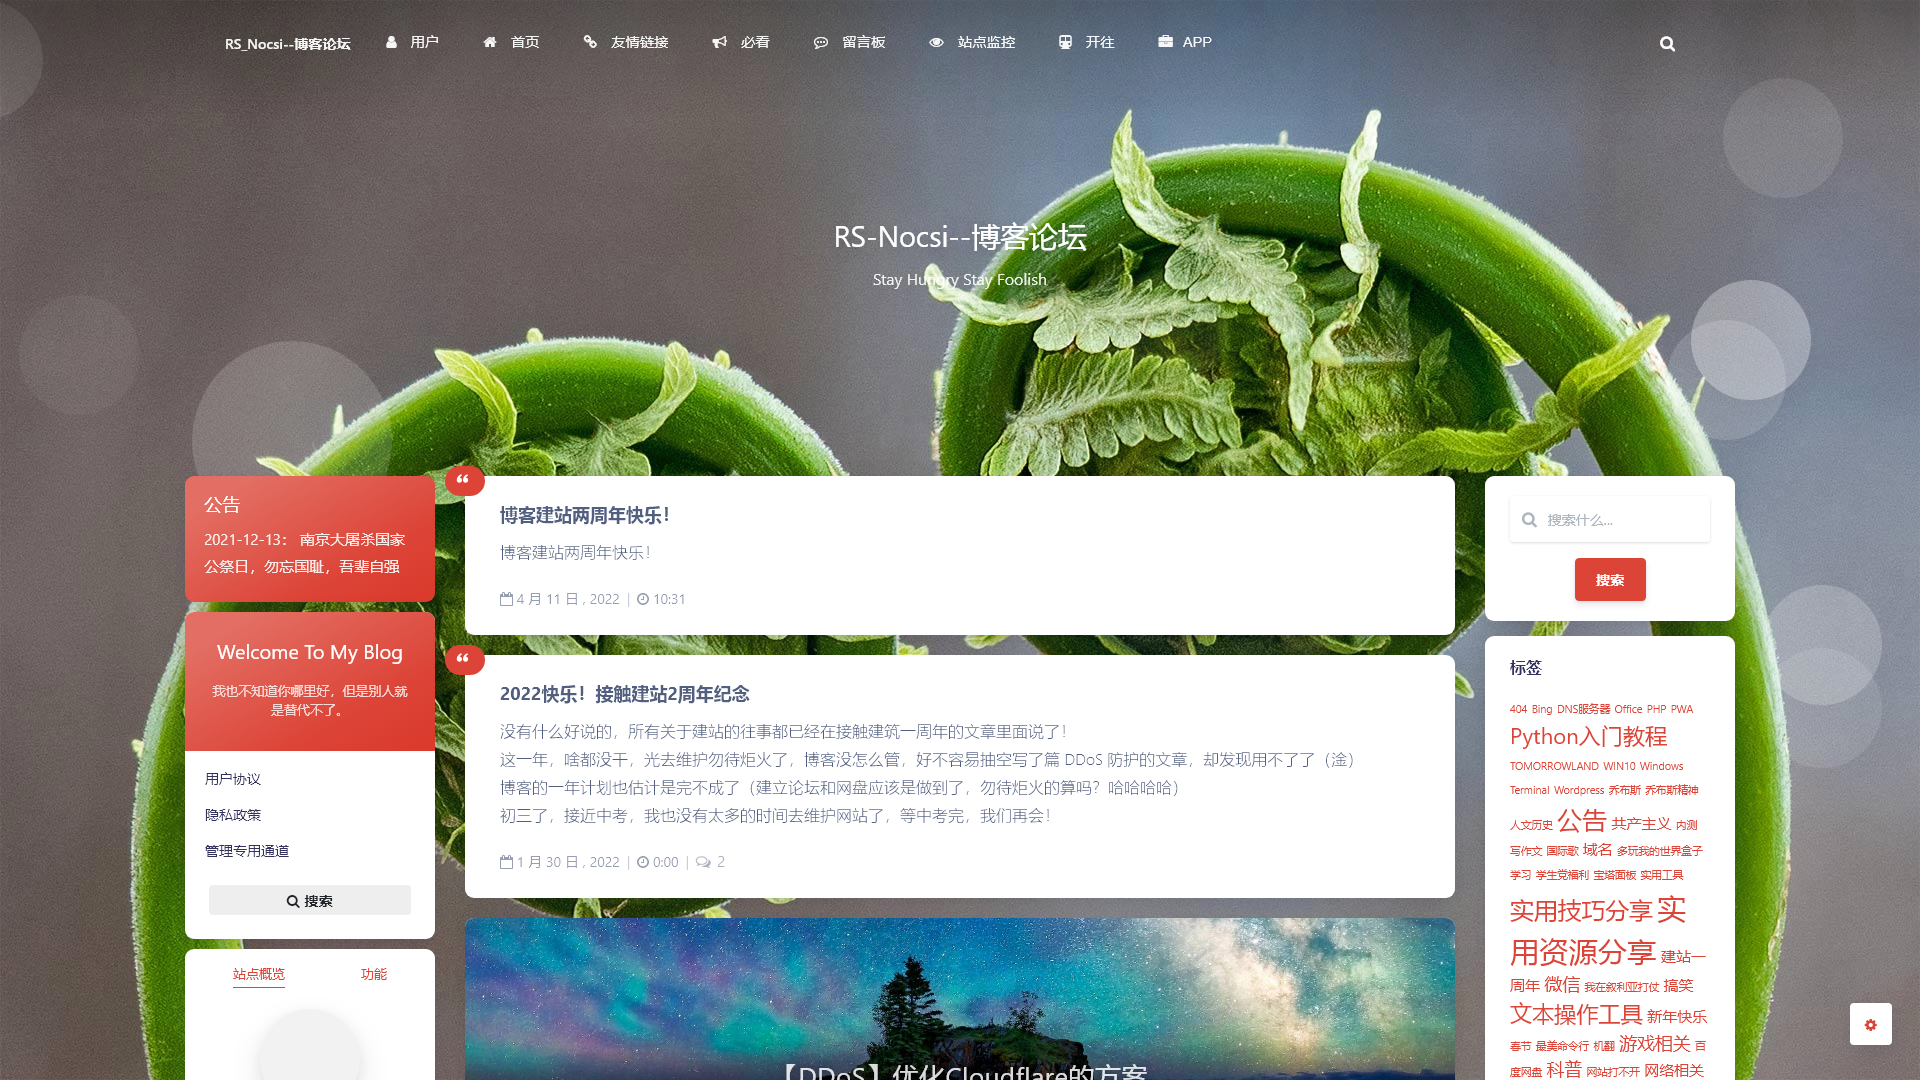 RS_Nocsi--博客论坛 用户 首页 友情链接 必看 留言板 站点监控 开往 APP
RS-Nocsi--博客论坛
Stay Hungry Stay Foolish
公告
2021-12-13： 南京大屠杀国家
公祭日，勿忘国耻，吾辈自强
Welcome To My Blog
我也不知道你哪里好，但是别人就
是替代不了。
用户协议
隐私政策
管理专用通道
搜索
站点概览 功能
博客建站两周年快乐！
博客建站两周年快乐！
4 月 11 日 , 2022 | 10:31
2022快乐！接触建站2周年纪念
没有什么好说的，所有关于建站的往事都已经在接触建筑一周年的文章里面说了！
这一年，啥都没干，光去维护勿待炬火了，博客没怎么管，好不容易抽空写了篇 DDoS 防护的文章，却发现用不了了（淦）
博客的一年计划也估计是完不成了（建立论坛和网盘应该是做到了，勿待炬火的算吗？哈哈哈哈）
初三了，接近中考，我也没有太多的时间去维护网站了，等中考完，我们再会！
1 月 30 日 , 2022 | 0:00 | 2
【DDoS】优化Cloudflare的方案
搜索什么...
搜索
标签
404 Bing DNS服务器 Office PHP PWA
Python入门教程
TOMORROWLAND WIN10 Windows
Terminal Wordpress 乔布斯 乔布斯精神
人文历史 公告 共产主义 内测
写作文 国际歌 域名 多玩我的世界盒子
学习 学生党福利 宝塔面板 实用工具
实用技巧分享 实
用资源分享 建站一
周年 微信 我在叙利亚打仗 搞笑
文本操作工具 新年快乐
春节 最美命令行 机翻 游戏相关 百
度网盘 科普 网站打不开 网络相关